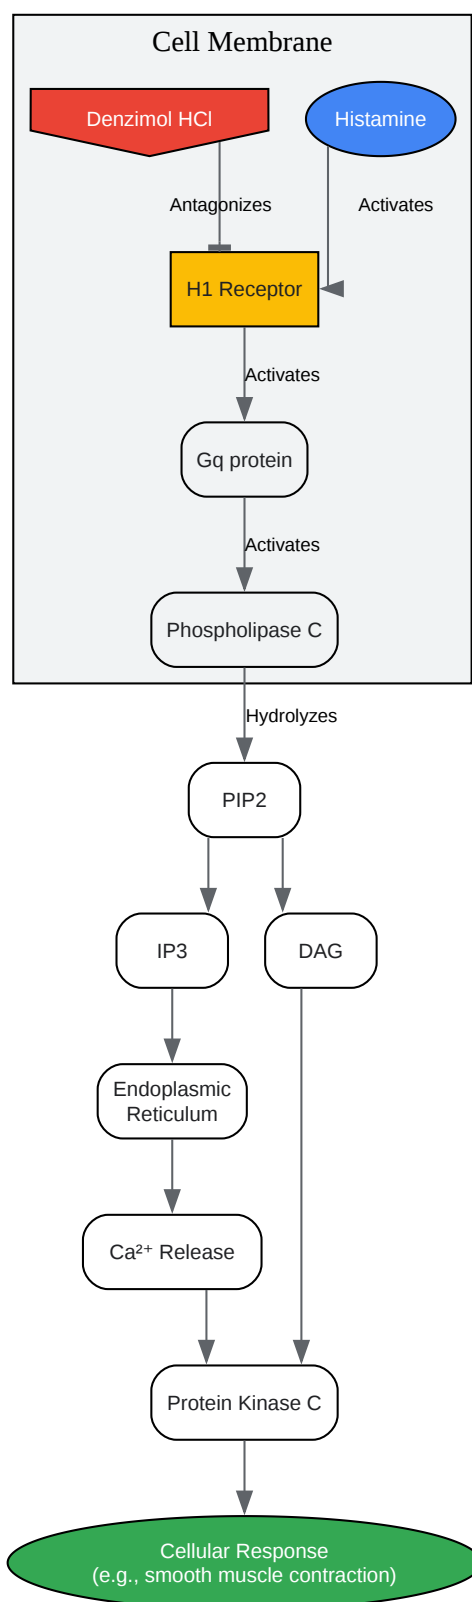 Cell Membrane
Denzimol HCl
Histamine
Antagonizes
Activates
H1 Receptor
Activates
Gq protein
Activates
Phospholipase C
Hydrolyzes
PIP2
IP3
DAG
Endoplasmic
Reticulum
Ca²⁺ Release
Protein Kinase C
Cellular Response
(e.g., smooth muscle contraction)